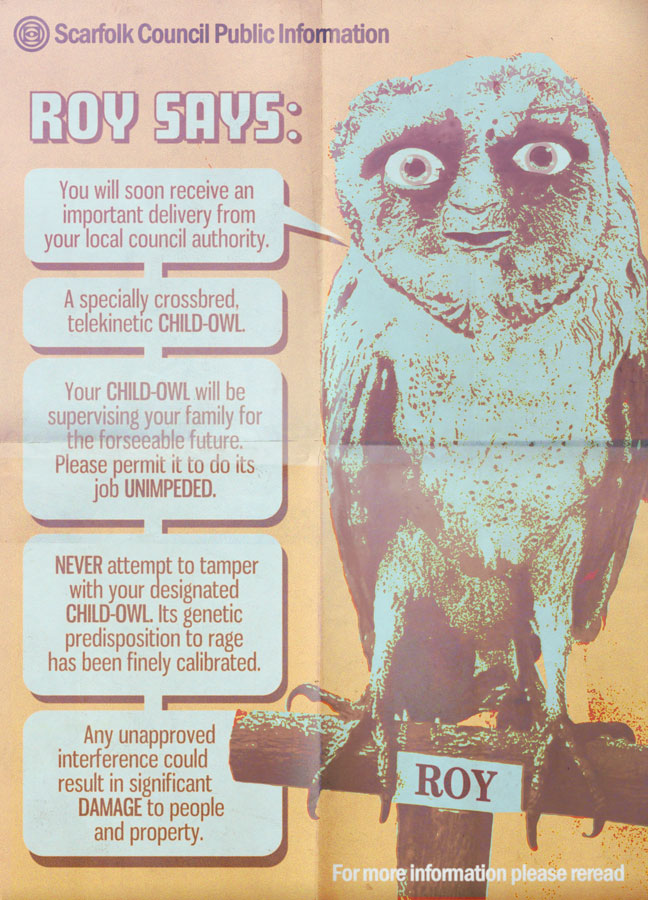 Scarfolk Council Public Information
ROY SAYS:
You will soon receive an
important delivery from
your local council authority.
A specially crossbred,
telekinetic CHILD-OWL.
Your CHILD-OWL will be
supervising your family for
the forseeable future.
Please permit it to do its
job UNIMPEDED.
NEVER attempt to tamper
with your designated
CHILD-OWL. Its genetic
predisposition to rage
has been finely calibrated.
Any unapproved
interference could
result in significant
DAMAGE to people
and property.
ROY
For more information please reread